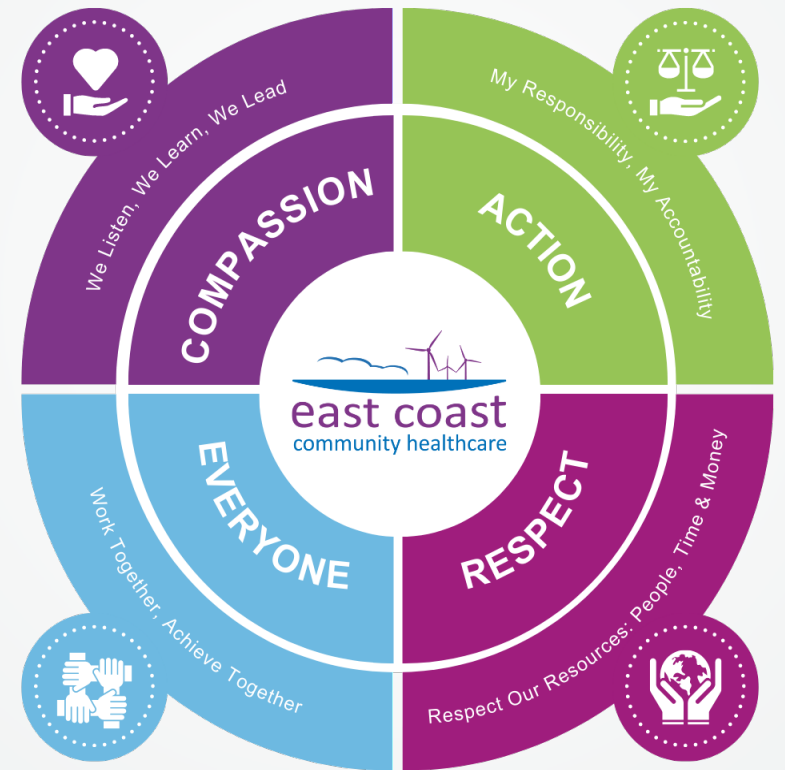 We Listen, We Learn, We Lead
COMPASSION
My Responsibility, My Accountability
ACTION
east coast
community healthcare
EVERYONE
Work Together, Achieve Together
RESPECT
Respect Our Resources: People, Time & Money